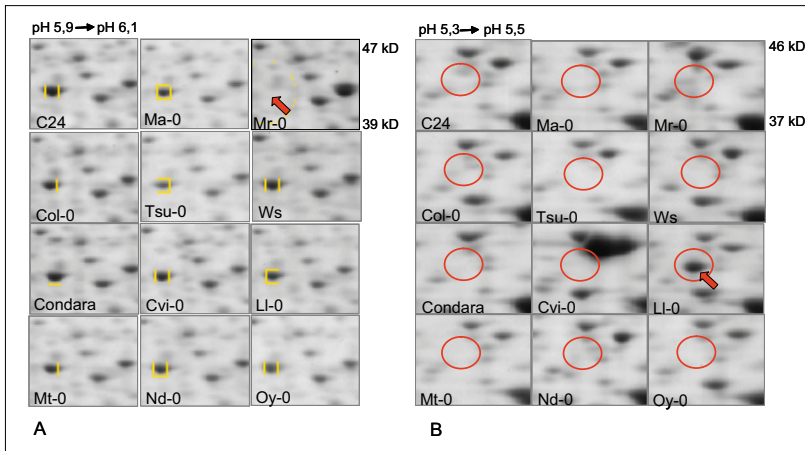 pH 5,9 → pH 6,1
47 kD
C24
Ma-0
Mr-0
39 kD
Col-0
Tsu-0
Ws
Condara
Cvi-0
Ll-0
Mt-0
Nd-0
Oy-0
A
pH 5,3 → pH 5,5
46 kD
C24
Ma-0
Mr-0
37 kD
Col-0
Tsu-0
Ws
Condara
Cvi-0
Ll-0
Mt-0
Nd-0
Oy-0
B